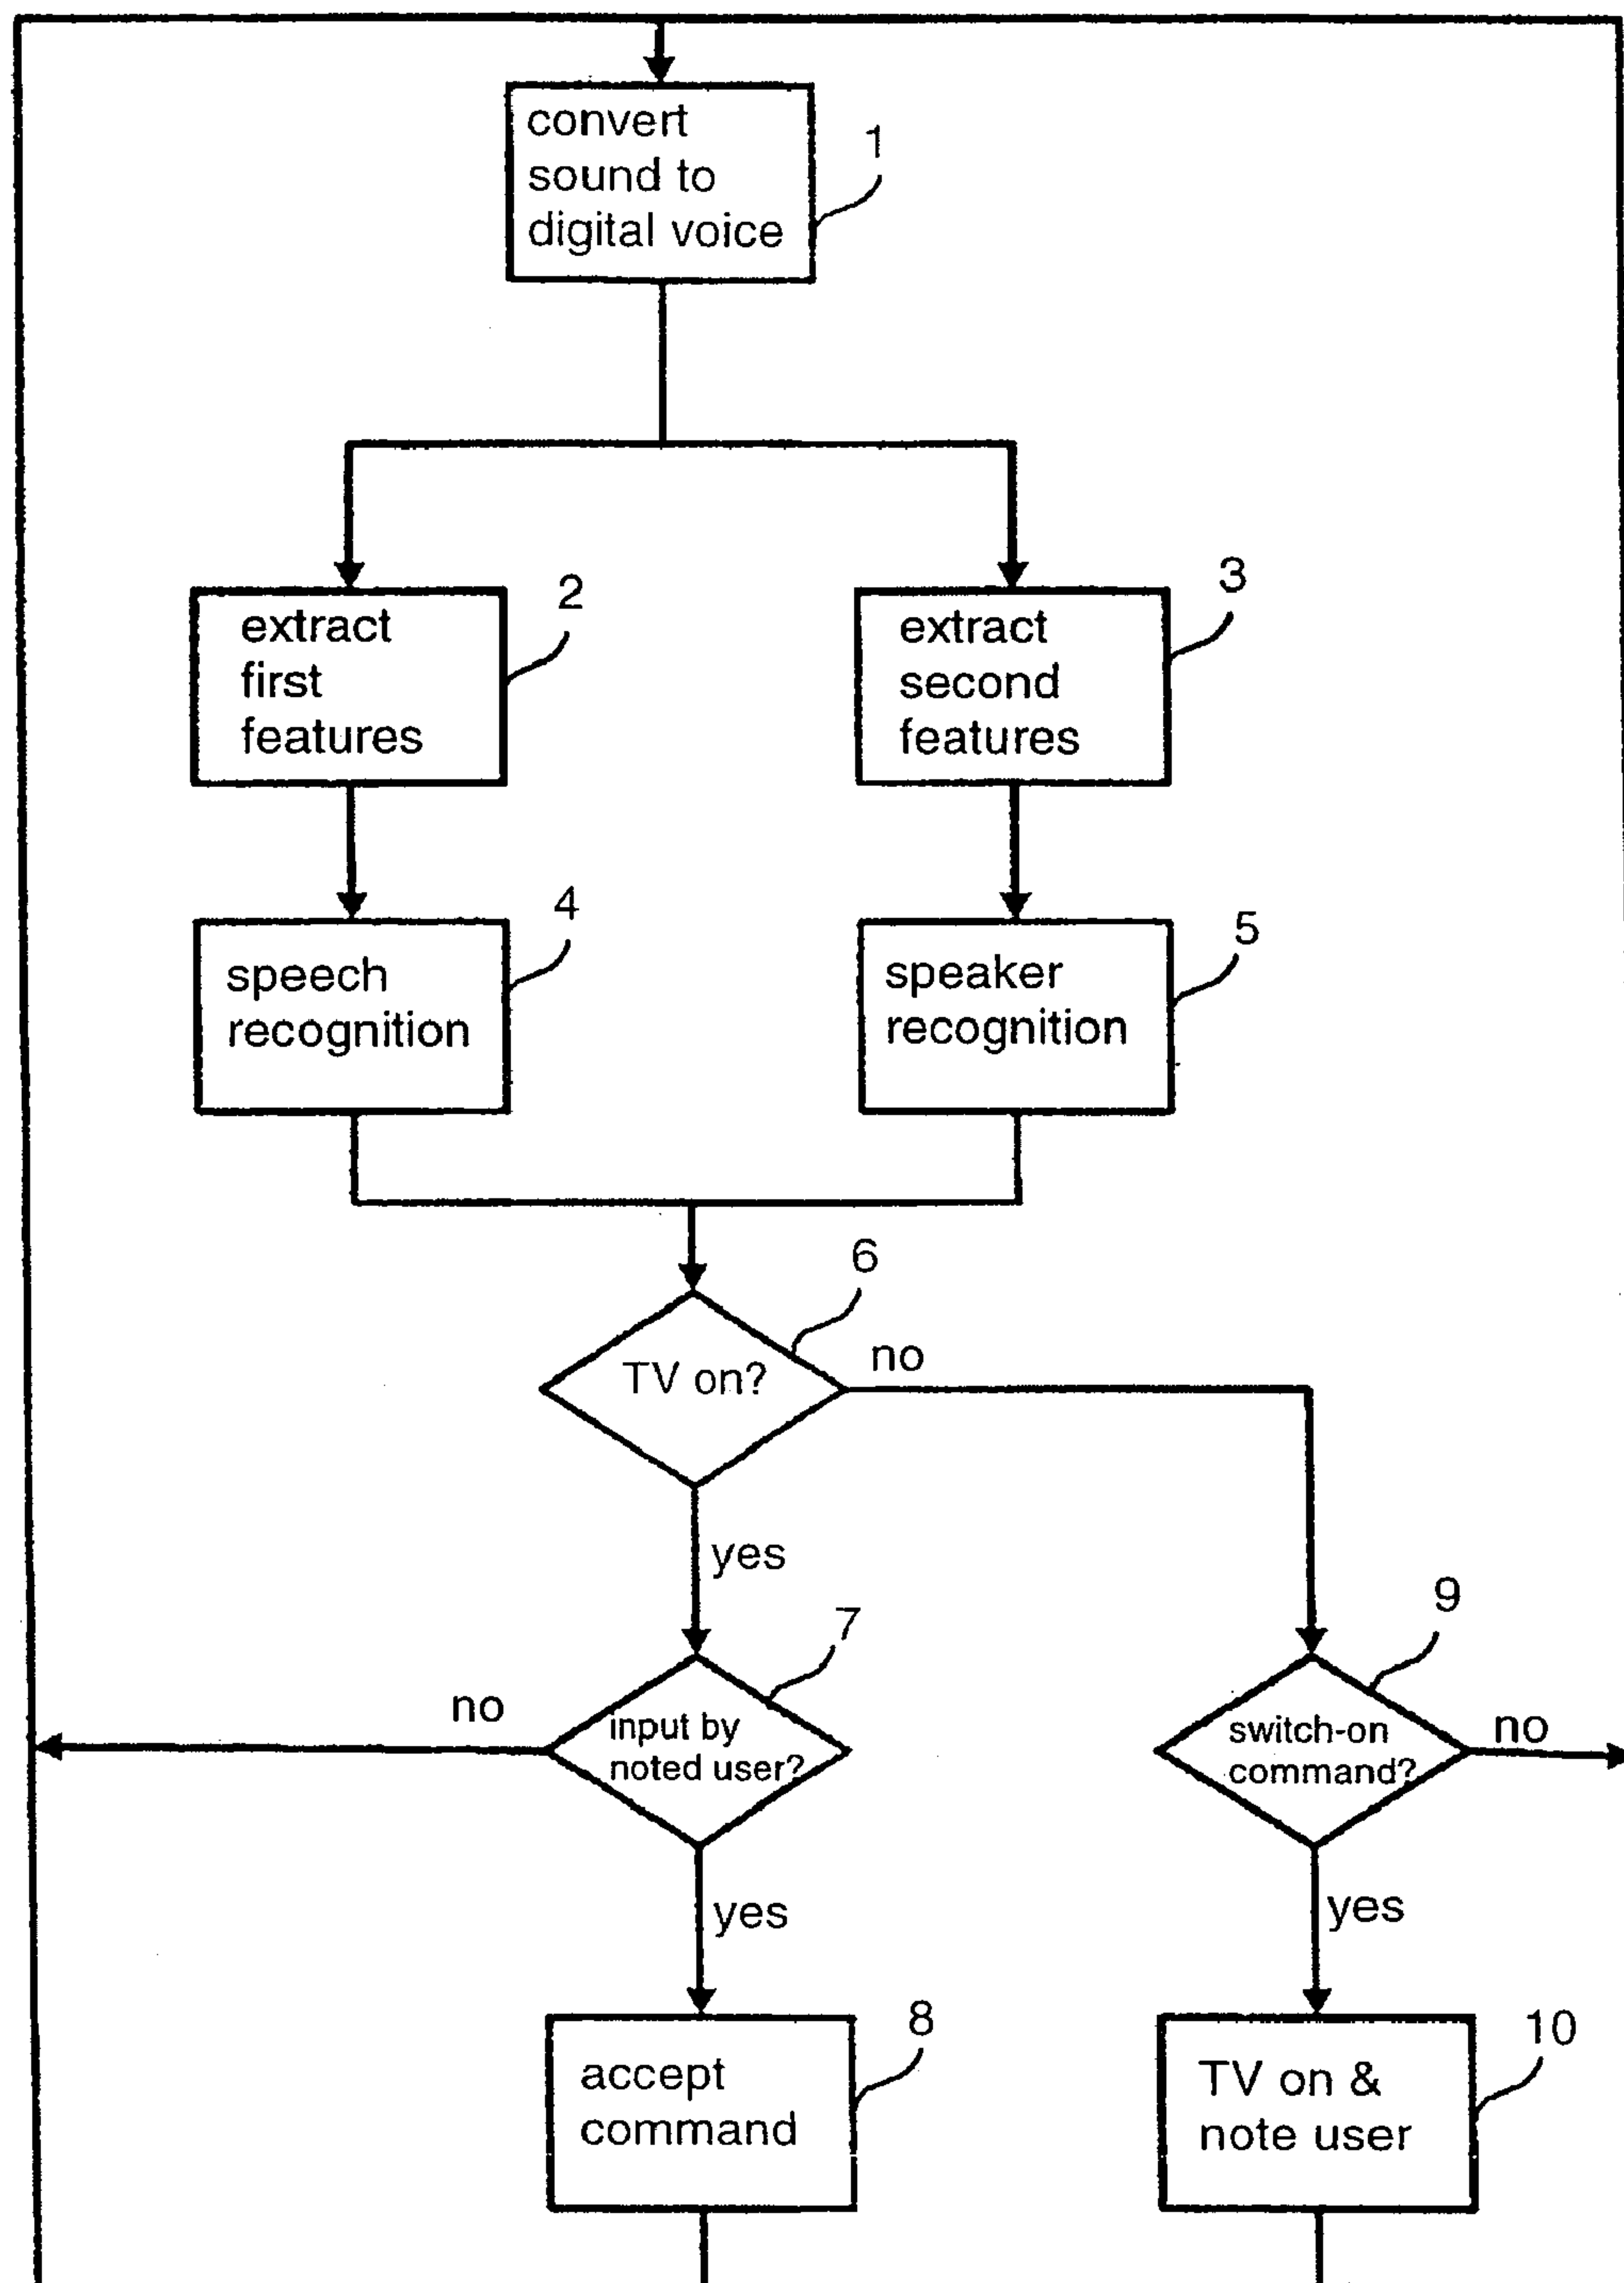 convert
sound to
digital voice
1
extract
first
features
2
extract
second
features
3
speech
recognition
4
speaker
recognition
5
TV on?
6
no
yes
input by
noted user?
7
no
yes
switch-on
command?
9
no
yes
accept
command
8
TV on &
note user
10